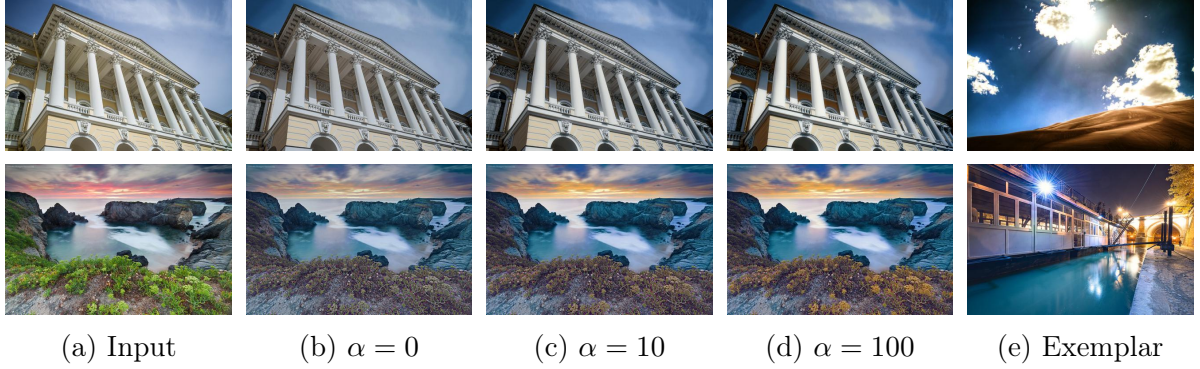 (a) Input (b) α = 0 (c) α = 10 (d) α = 100 (e) Exemplar